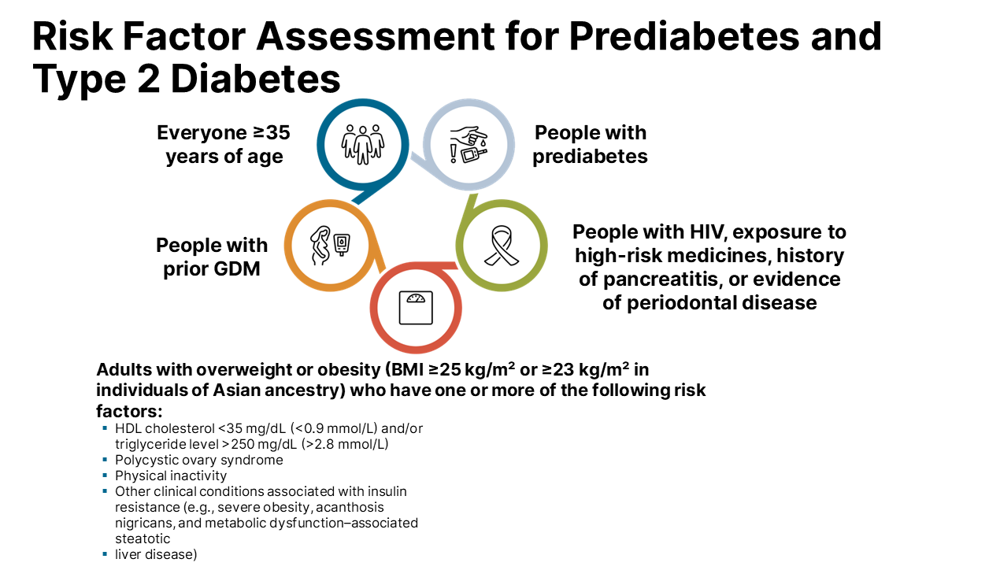 Risk Factor Assessment for Prediabetes and
Type 2 Diabetes
Everyone ≥35
years of age
People with
prediabetes
People with
prior GDM
People with HIV, exposure to
high-risk medicines, history
of pancreatitis, or evidence
of periodontal disease
Adults with overweight or obesity (BMI ≥25 kg/m² or ≥23 kg/m² in
individuals of Asian ancestry) who have one or more of the following risk
factors:
▪ HDL cholesterol <35 mg/dL (<0.9 mmol/L) and/or
triglyceride level >250 mg/dL (>2.8 mmol/L)
▪ Polycystic ovary syndrome
▪ Physical inactivity
▪ Other clinical conditions associated with insulin
resistance (e.g., severe obesity, acanthosis
nigricans, and metabolic dysfunction–associated
steatotic
▪ liver disease)